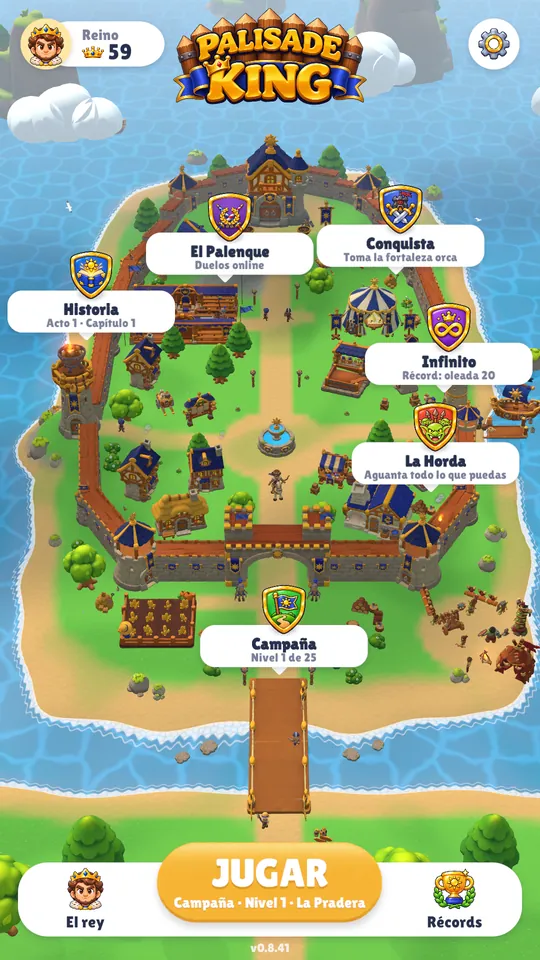 Reino
59
PALISADE
KING
El Palenque
Duelos online
Conquista
Toma la fortaleza orca
Historia
Acto 1 · Capítulo 1
Infinito
Récord: oleada 20
La Horda
Aguanta todo lo que puedas
Campaña
Nivel 1 de 25
JUGAR
Campaña · Nivel 1 · La Pradera
El rey
Récords
v0.8.41